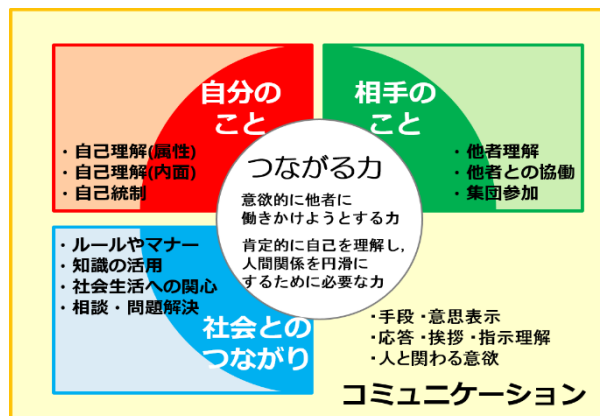 自分の
こと
・自己理解(属性)
・自己理解(内面)
・自己統制
相手の
こと
・他者理解
・他者との協働
・集団参加
つながる力
意欲的に他者に
働きかけようとする力
肯定的に自己を理解し,
人間関係を円滑に
するために必要な力
・ルールやマナー
・知識の活用
・社会生活への関心
・相談・問題解決
社会との
つながり
・手段・意思表示
・応答・挨拶・指示理解
・人と関わる意欲
コミュニケーション